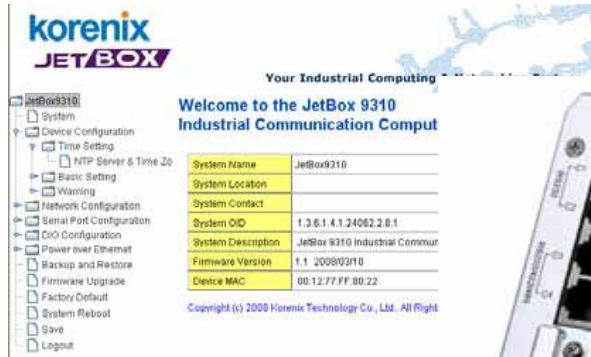 korenix
JETBOX
Your Industrial Computing &
JetBox9310
System
Device Configuration
Time Setting
NTP Server & Time Zo
Basic Setting
Warning
Network Configuration
Serial Port Configuration
DIO Configuration
Power over Ethernet
Backup and Restore
Firmware Upgrade
Factory Default
System Reboot
Save
Logout
Welcome to the JetBox 9310
Industrial Communication Comput
System Name JetBox9310
System Location
System Contact
System OID 1.3.6.1.4.1.24062.2.8.1
System Description JetBox 9310 Industrial Commun
Firmware Version 1.1 2008/03/10
Device MAC 00:12:77:FF:00:22
Copyright (c) 2008 Korenix Technology Co., Ltd. All Right